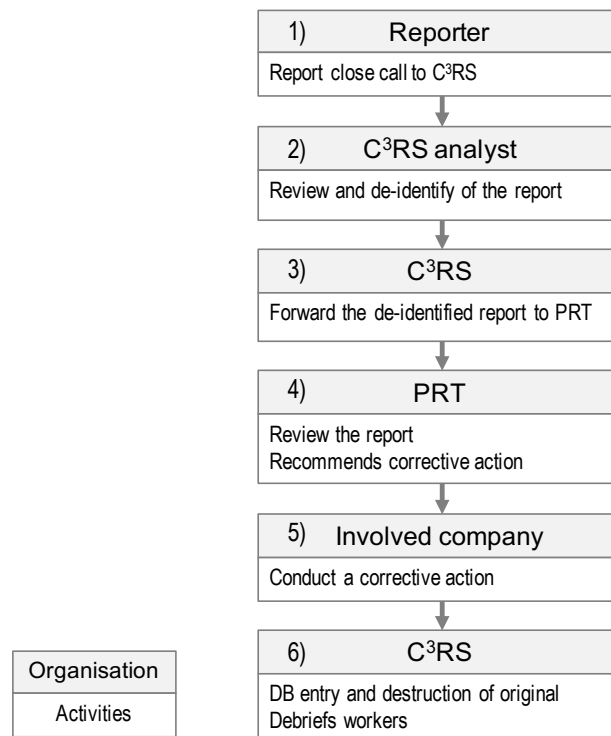 1) Reporter
Report close call to C³RS
2) C³RS analyst
Review and de-identify of the report
3) C³RS
Forward the de-identified report to PRT
4) PRT
Review the report
Recommends corrective action
5) Involved company
Conduct a corrective action
6) C³RS
DB entry and destruction of original
Debriefs workers
Organisation
Activities